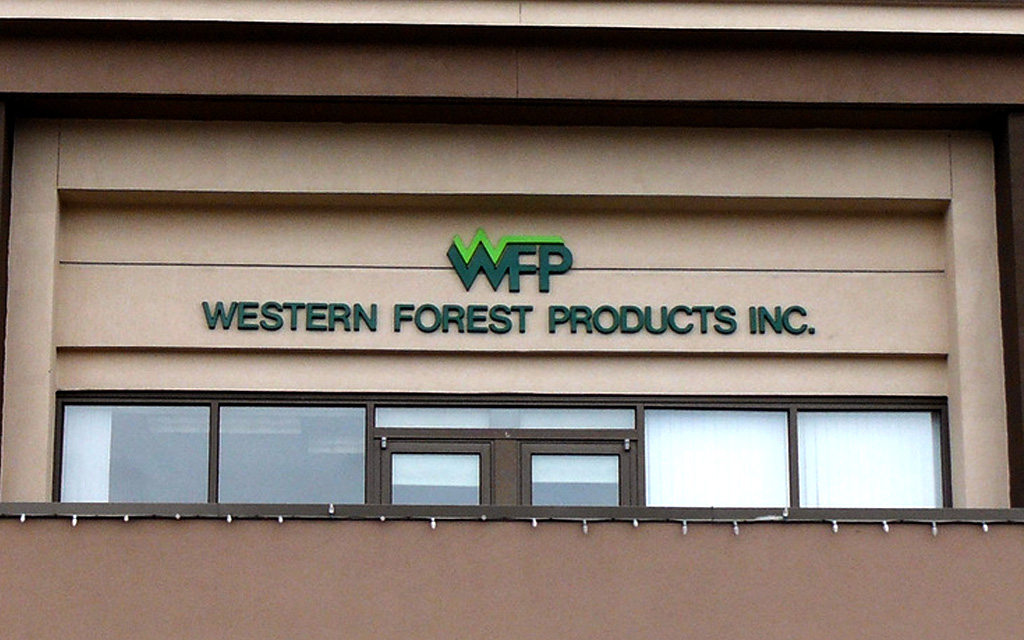 WFP
WESTERN FOREST PRODUCTS INC.